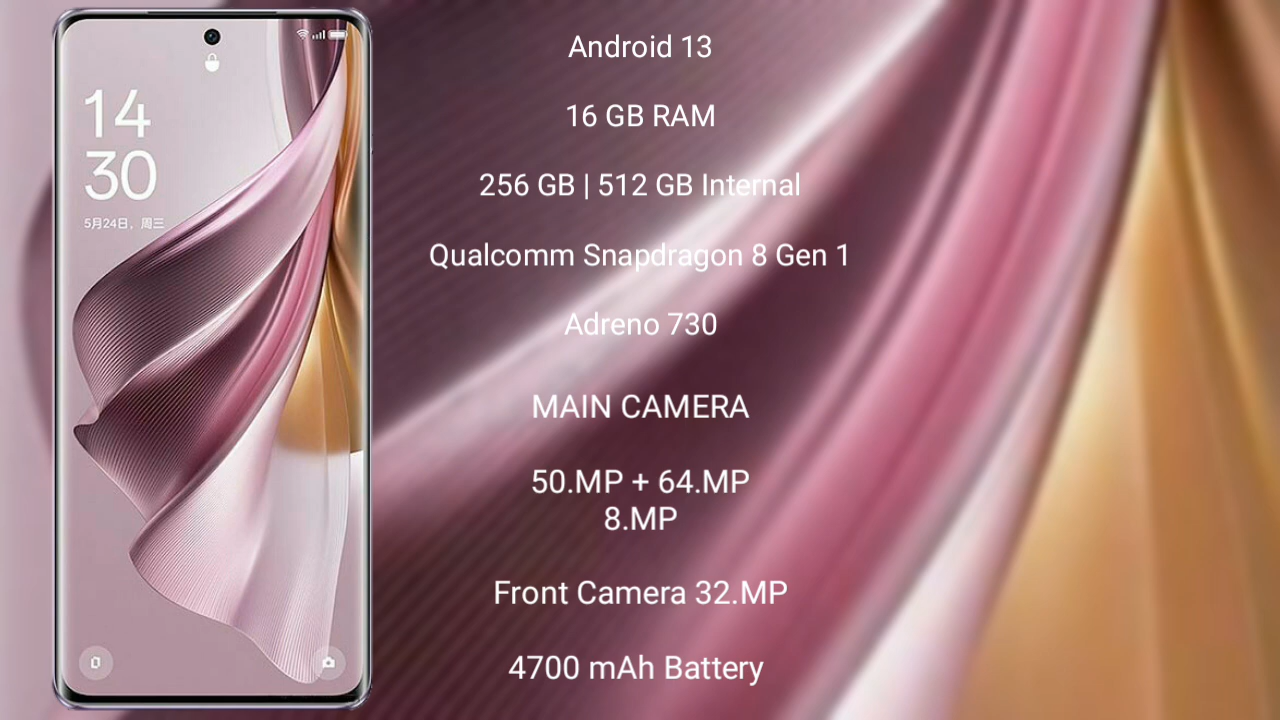 14
30
5月24日，周三
Android 13
16 GB RAM
256 GB | 512 GB Internal
Qualcomm Snapdragon 8 Gen 1
Adreno 730
MAIN CAMERA
50.MP + 64.MP
8.MP
Front Camera 32.MP
4700 mAh Battery